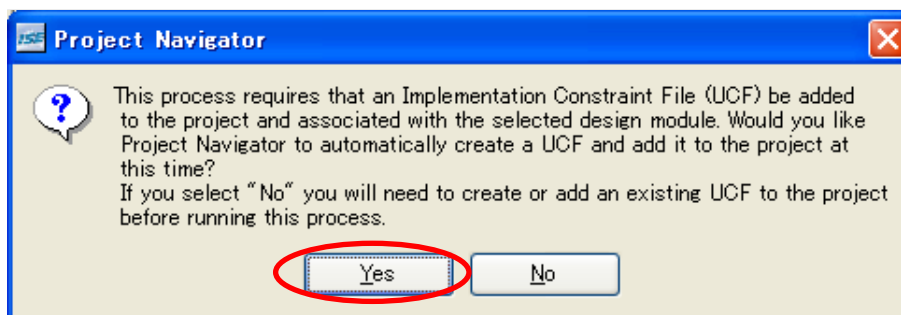 ISE Project Navigator
?
This process requires that an Implementation Constraint File (UCF) be added
to the project and associated with the selected design module. Would you like
Project Navigator to automatically create a UCF and add it to the project at
this time?
If you select "No" you will need to create or add an existing UCF to the project
before running this process.
Yes No